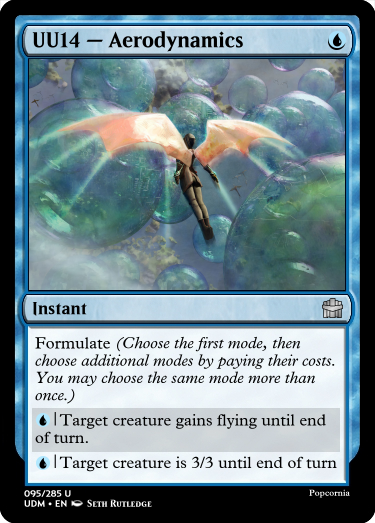 UU14 — Aerodynamics
Instant
Formulate (Choose the first mode, then
choose additional modes by paying their costs.
You may choose the same mode more than
once.)
| Target creature gains flying until end
of turn.
| Target creature is 3/3 until end of turn
095/285 U
Popcornia
UDM • EN Seth Rutledge